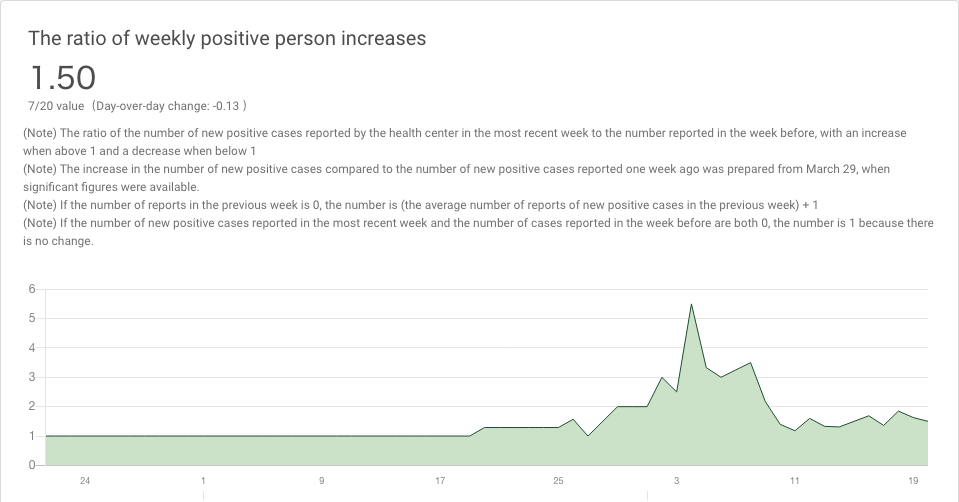 The ratio of weekly positive person increases
1.50
7/20 value （Day-over-day change: -0.13 ）
(Note) The ratio of the number of new positive cases reported by the health center in the most recent week to the number reported in the week before, with an increase
when above 1 and a decrease when below 1
(Note) The increase in the number of new positive cases compared to the number of new positive cases reported one week ago was prepared from March 29, when
significant figures were available.
(Note) If the number of reports in the previous week is 0, the number is (the average number of reports of new positive cases in the previous week) + 1
(Note) If the number of new positive cases reported in the most recent week and the number of cases reported in the week before are both 0, the number is 1 because there
is no change.
6
5
4
3
2
1
0
24 1 9 17 25 3 11 19